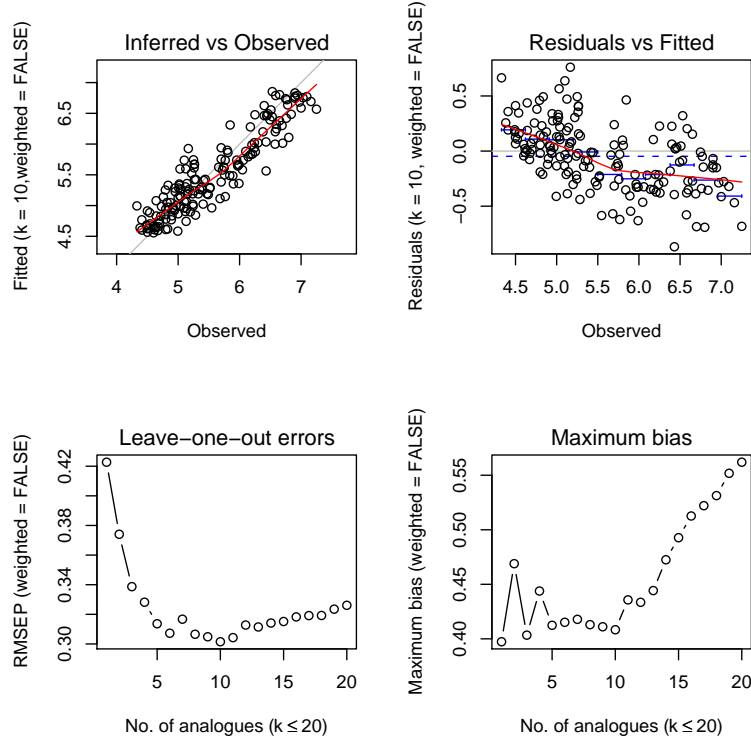 Inferred vs Observed
Fitted (k = 10,weighted = FALSE)
4.5 5.5 6.5
4 5 6 7
Observed
Residuals vs Fitted
Residuals (k = 10, weighted = FALSE)
−0.5 0.0 0.5
4.5 5.0 5.5 6.0 6.5 7.0
Observed
Leave−one−out errors
RMSEP (weighted = FALSE)
0.30 0.34 0.38 0.42
5 10 15 20
No. of analogues (k ≤ 20)
Maximum bias
Maximum bias (weighted = FALSE)
0.40 0.45 0.50 0.55
5 10 15 20
No. of analogues (k ≤ 20)